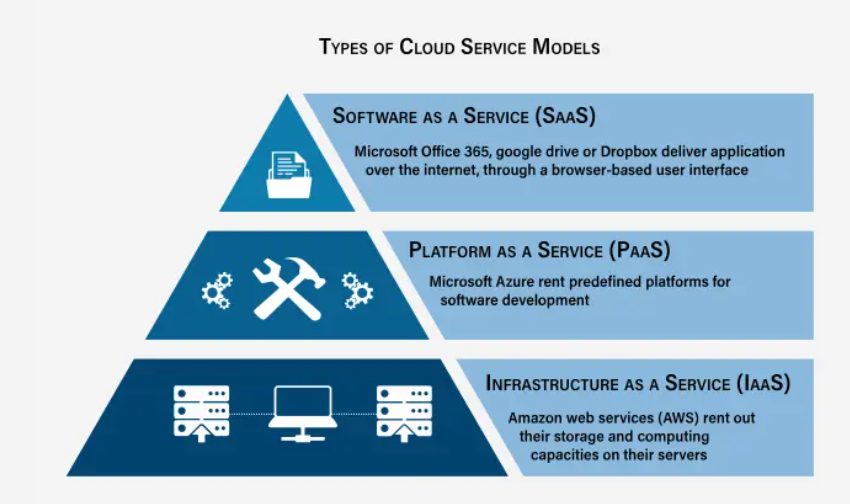 Types of Cloud Service Models
Software as a Service (SaaS)
Microsoft Office 365, google drive or Dropbox deliver application
over the internet, through a browser-based user interface
Platform as a Service (PaaS)
Microsoft Azure rent predefined platforms for
software development
Infrastructure as a Service (IaaS)
Amazon web services (AWS) rent out
their storage and computing
capacities on their servers